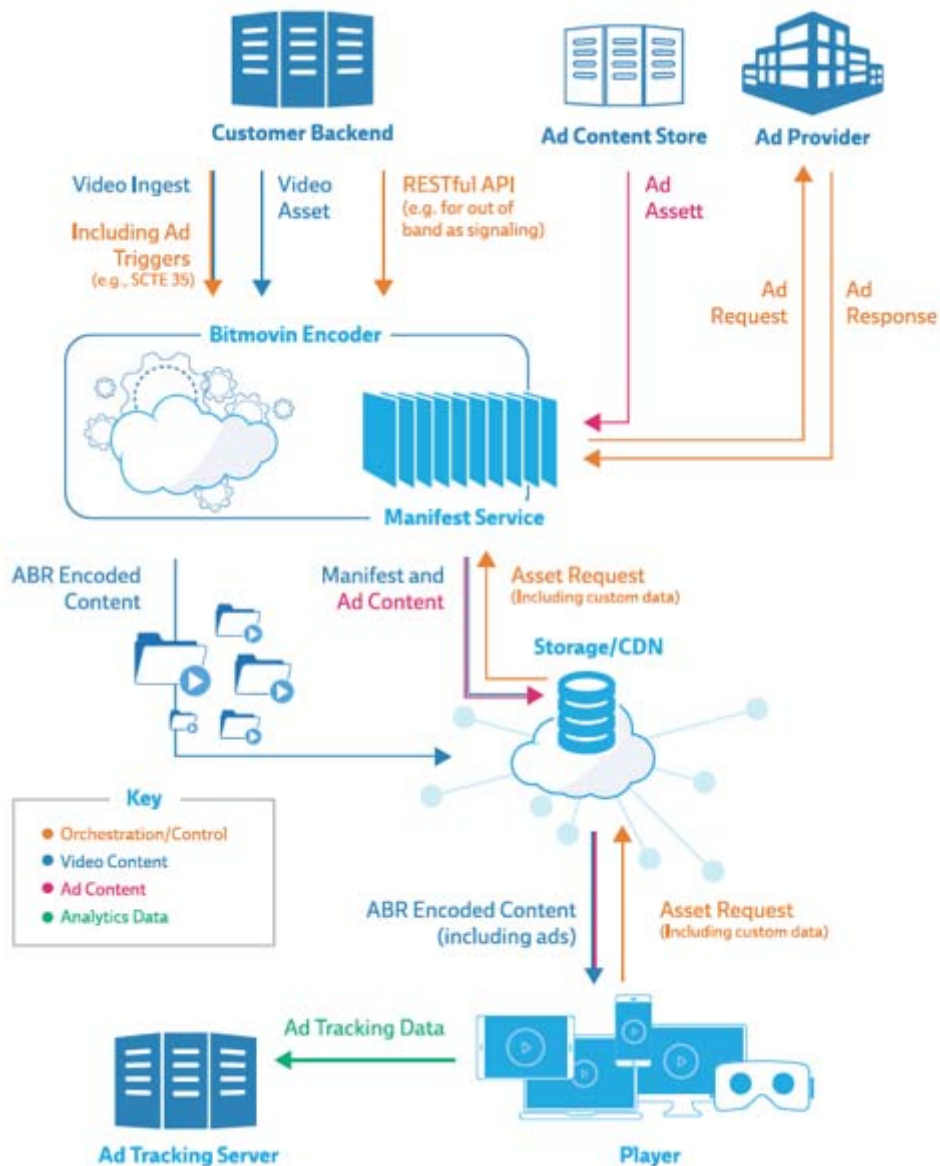 Customer Backend
Ad Content Store
Ad Provider
Video Ingest
Including Ad
Triggers
(e.g., SCTE 35)
Video
Asset
RESTful API
(e.g. for out of
band as signaling)
Ad
Assett
Ad
Request
Ad
Response
Bitmovin Encoder
Manifest Service
ABR Encoded
Content
Manifest and
Ad Content
Asset Request
(Including custom data)
Storage/CDN
Key
Orchestration/Control
Video Content
Ad Content
Analytics Data
ABR Encoded Content
(including ads)
Asset Request
(Including custom data)
Ad Tracking Data
Ad Tracking Server
Player